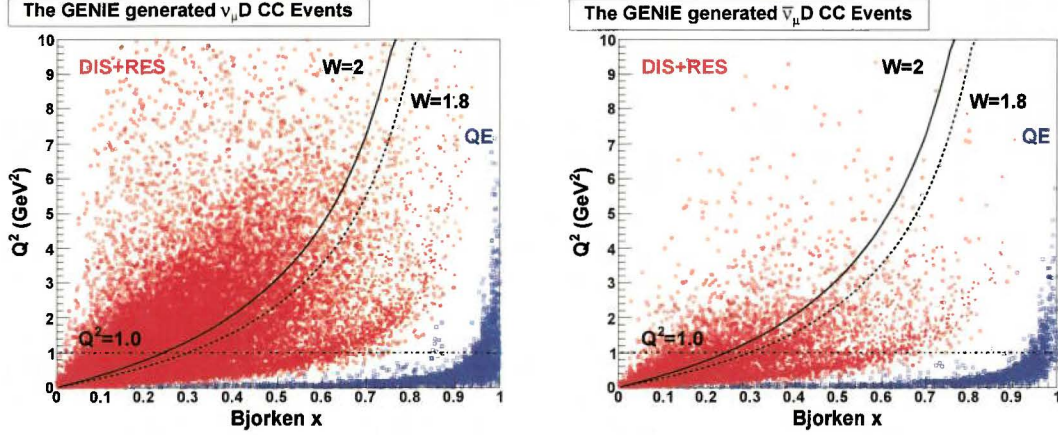 The GENIE generated ν_μD CC Events
DIS+RES
W=2
W=1.8
QE
Q²=1.0
Q² (GeV²)
10
9
8
7
6
5
4
3
2
1
0
0 0.1 0.2 0.3 0.4 0.5 0.6 0.7 0.8 0.9 1
Bjorken x
The GENIE generated ν̅_μD CC Events
DIS+RES
W=2
W=1.8
QE
Q²=1.0
Q² (GeV²)
10
9
8
7
6
5
4
3
2
1
0
0 0.1 0.2 0.3 0.4 0.5 0.6 0.7 0.8 0.9 1
Bjorken x